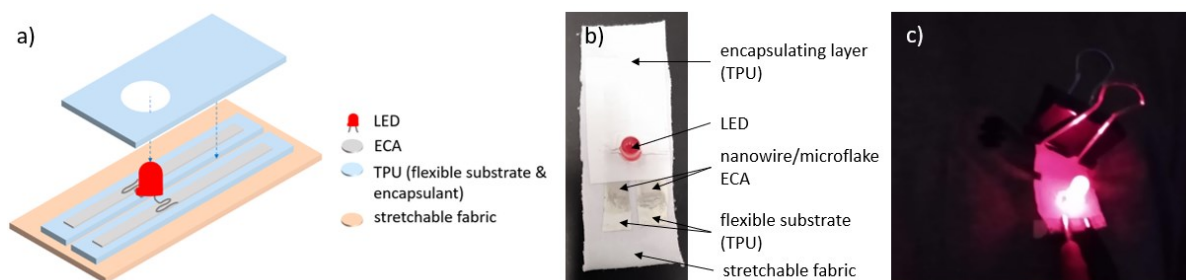 a)
LED
ECA
TPU (flexible substrate &
encapsulant)
stretchable fabric
b)
encapsulating layer
(TPU)
LED
nanowire/microflake
ECA
flexible substrate
(TPU)
stretchable fabric
c)